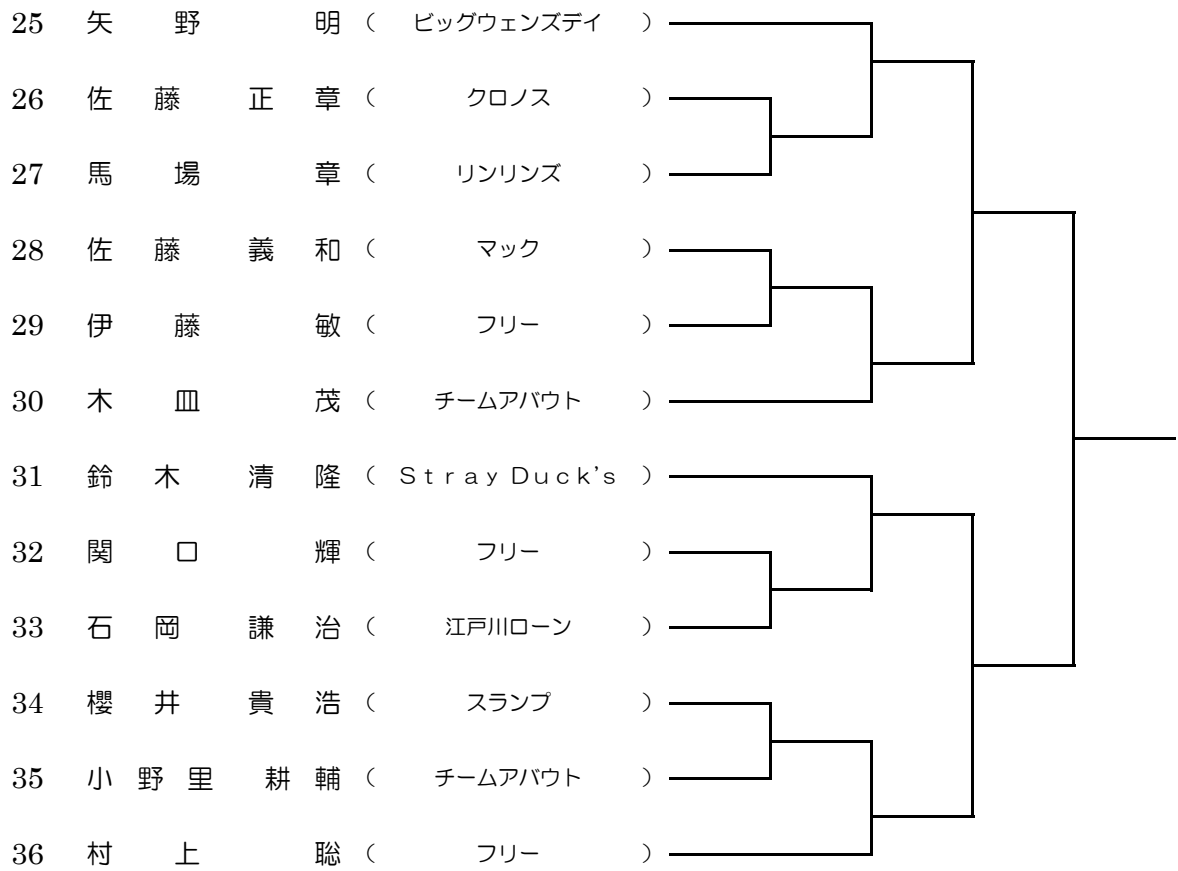 25 矢野 明 ( ビッグウェンズデイ )
26 佐藤 正章 ( クロノス )
27 馬場 章 ( リンリンズ )
28 佐藤 義和 ( マック )
29 伊藤 敏 ( フリー )
30 木皿 茂 ( チームアバウト )
31 鈴木 清隆 ( Stray Duck's )
32 関口 輝 ( フリー )
33 石岡 謙治 ( 江戸川ローン )
34 櫻井 貴浩 ( スランプ )
35 小野里 耕輔 ( チームアバウト )
36 村上 聡 ( フリー )